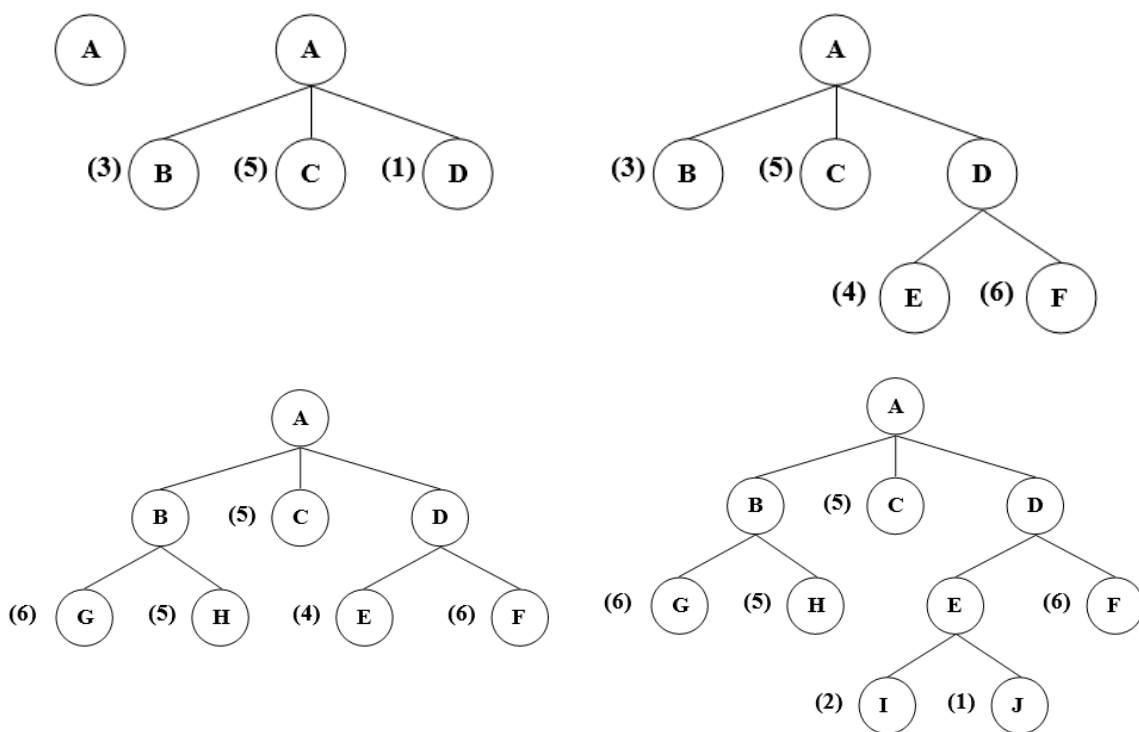 A
A
(3) B (5) C (1) D
A
(3) B (5) C D
(4) E (6) F
A
B (5) C D
(6) G (5) H (4) E (6) F
A
B (5) C D
(6) G (5) H E (6) F
(2) I (1) J